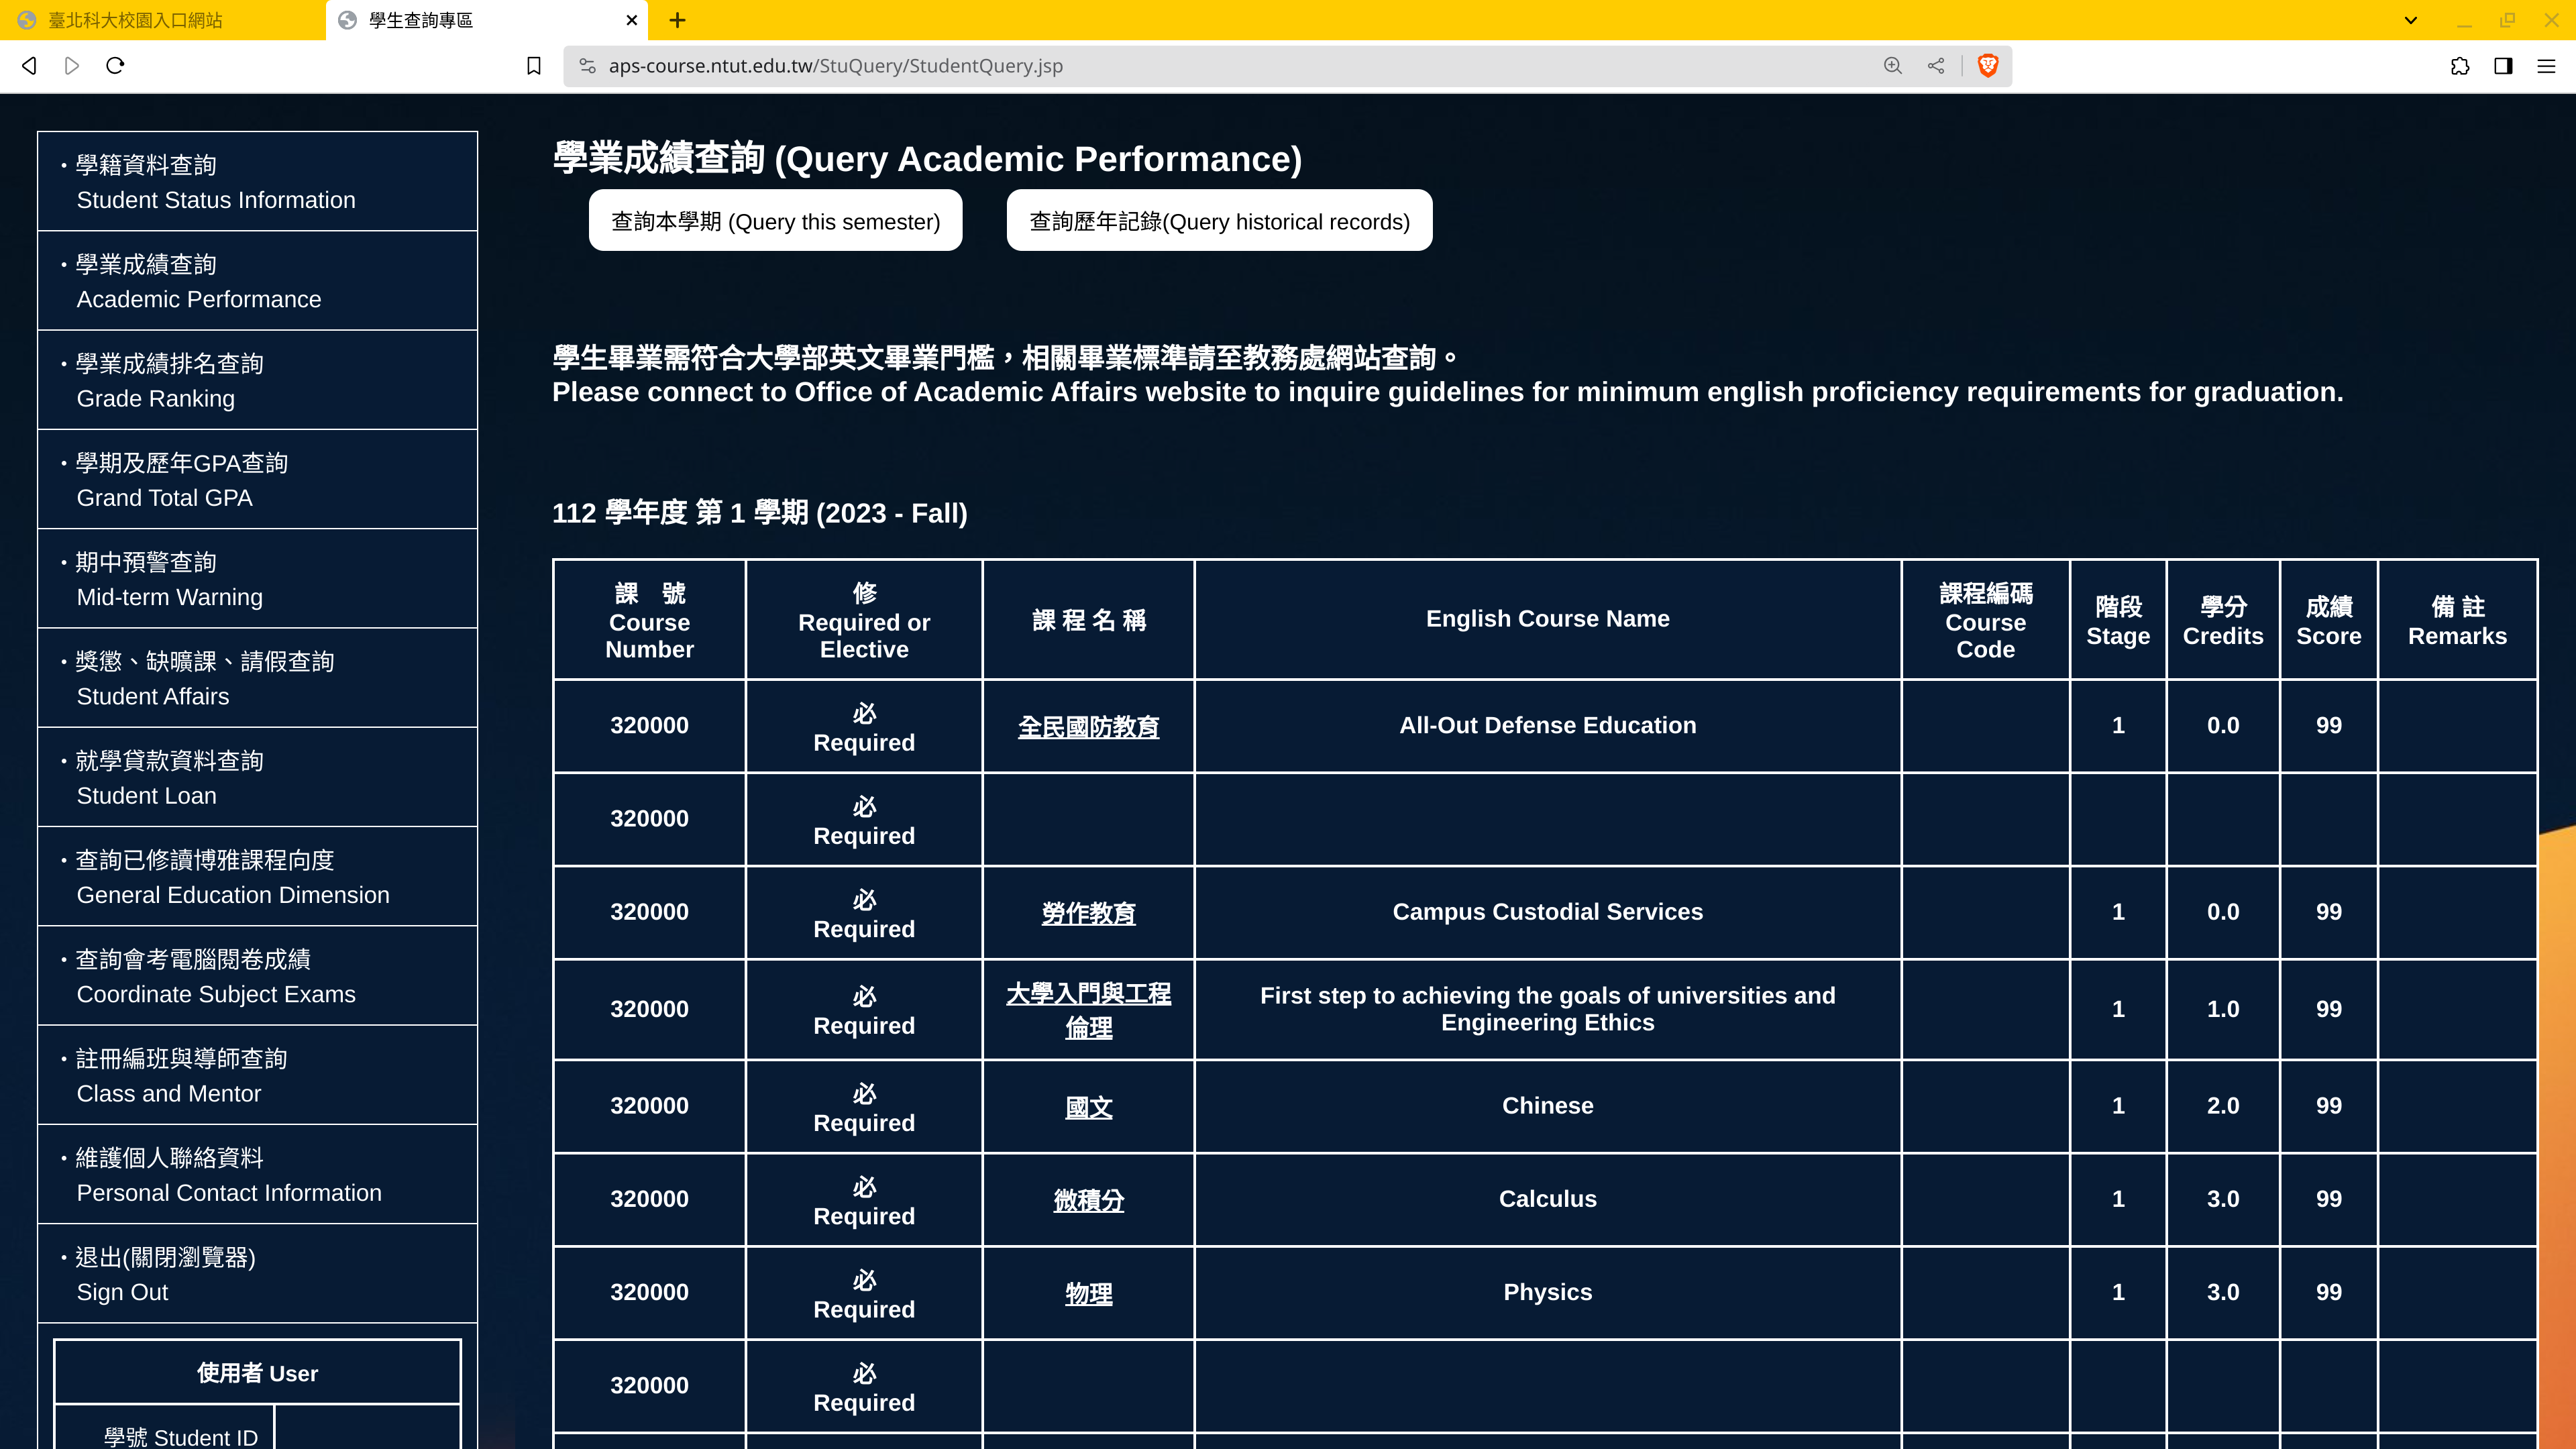 臺北科大校園入口網站
學生查詢專區
aps-course.ntut.edu.tw/StuQuery/StudentQuery.jsp
・學籍資料查詢
Student Status Information
・學業成績查詢
Academic Performance
・學業成績排名查詢
Grade Ranking
・學期及歷年GPA查詢
Grand Total GPA
・期中預警查詢
Mid-term Warning
・獎懲、缺曠課、請假查詢
Student Affairs
・就學貸款資料查詢
Student Loan
・查詢已修讀博雅課程向度
General Education Dimension
・查詢會考電腦閱卷成績
Coordinate Subject Exams
・註冊編班與導師查詢
Class and Mentor
・維護個人聯絡資料
Personal Contact Information
・退出(關閉瀏覽器)
Sign Out
使用者 User
學號 Student ID
學業成績查詢 (Query Academic Performance)
查詢本學期 (Query this semester)
查詢歷年記錄(Query historical records)
學生畢業需符合大學部英文畢業門檻，相關畢業標準請至教務處網站查詢。
Please connect to Office of Academic Affairs website to inquire guidelines for minimum english proficiency requirements for graduation.
112 學年度 第 1 學期 (2023 - Fall)
課 號
Course
Number
修
Required or
Elective
課 程 名 稱
English Course Name
課程編碼
Course
Code
階段
Stage
學分
Credits
成績
Score
備 註
Remarks
320000
必
Required
全民國防教育
All-Out Defense Education
1
0.0
99
320000
必
Required
320000
必
Required
勞作教育
Campus Custodial Services
1
0.0
99
320000
必
Required
大學入門與工程
倫理
First step to achieving the goals of universities and
Engineering Ethics
1
1.0
99
320000
必
Required
國文
Chinese
1
2.0
99
320000
必
Required
微積分
Calculus
1
3.0
99
320000
必
Required
物理
Physics
1
3.0
99
320000
必
Required